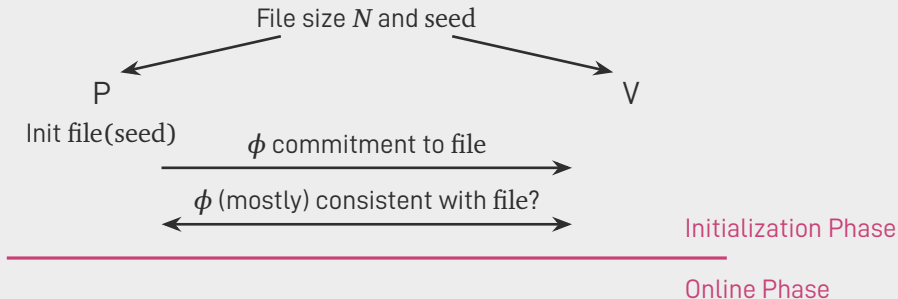 File size N and seed
P
V
Init file(seed)
ϕ commitment to file
ϕ (mostly) consistent with file?
Initialization Phase
Online Phase